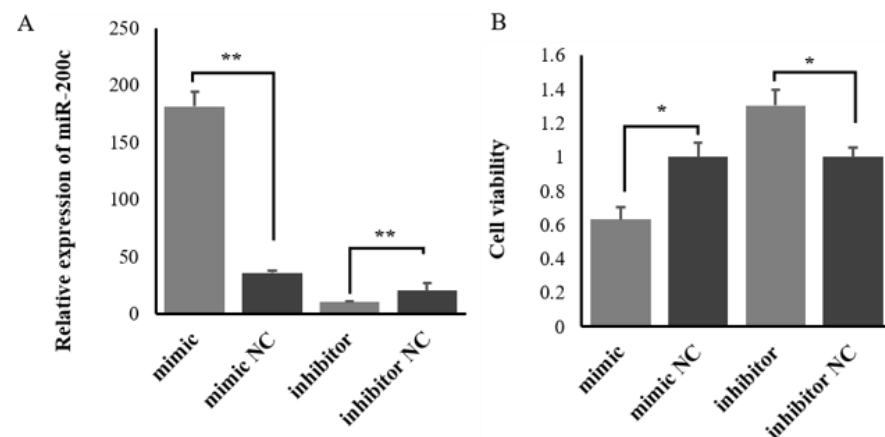 A
Relative expression of miR-200c
250
200
150
100
50
0
**
**
mimic
mimic NC
inhibitor
inhibitor NC
B
Cell viability
1.6
1.4
1.2
1
0.8
0.6
0.4
0.2
0
*
*
mimic
mimic NC
inhibitor
inhibitor NC